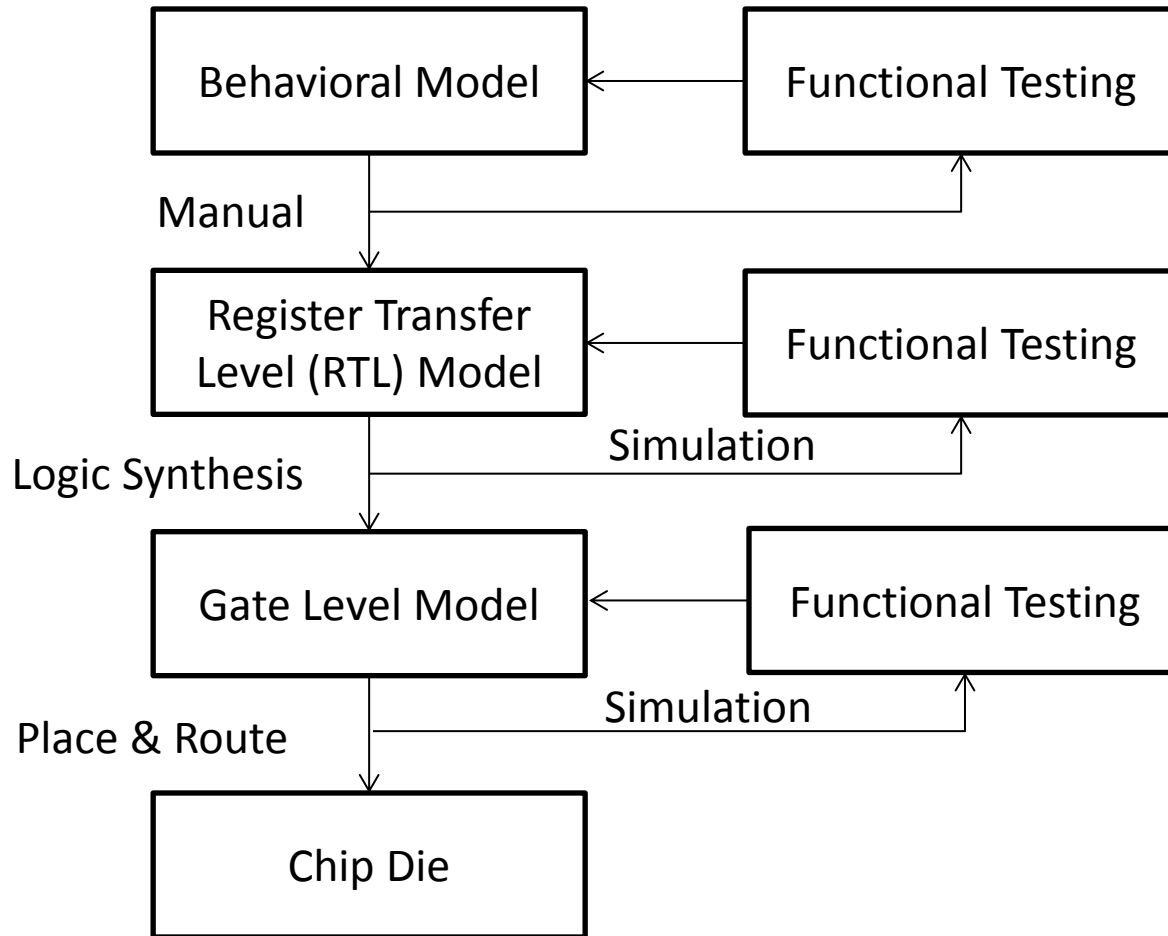 Behavioral Model
Functional Testing
Manual
Register Transfer
Level (RTL) Model
Functional Testing
Simulation
Logic Synthesis
Gate Level Model
Functional Testing
Simulation
Place & Route
Chip Die